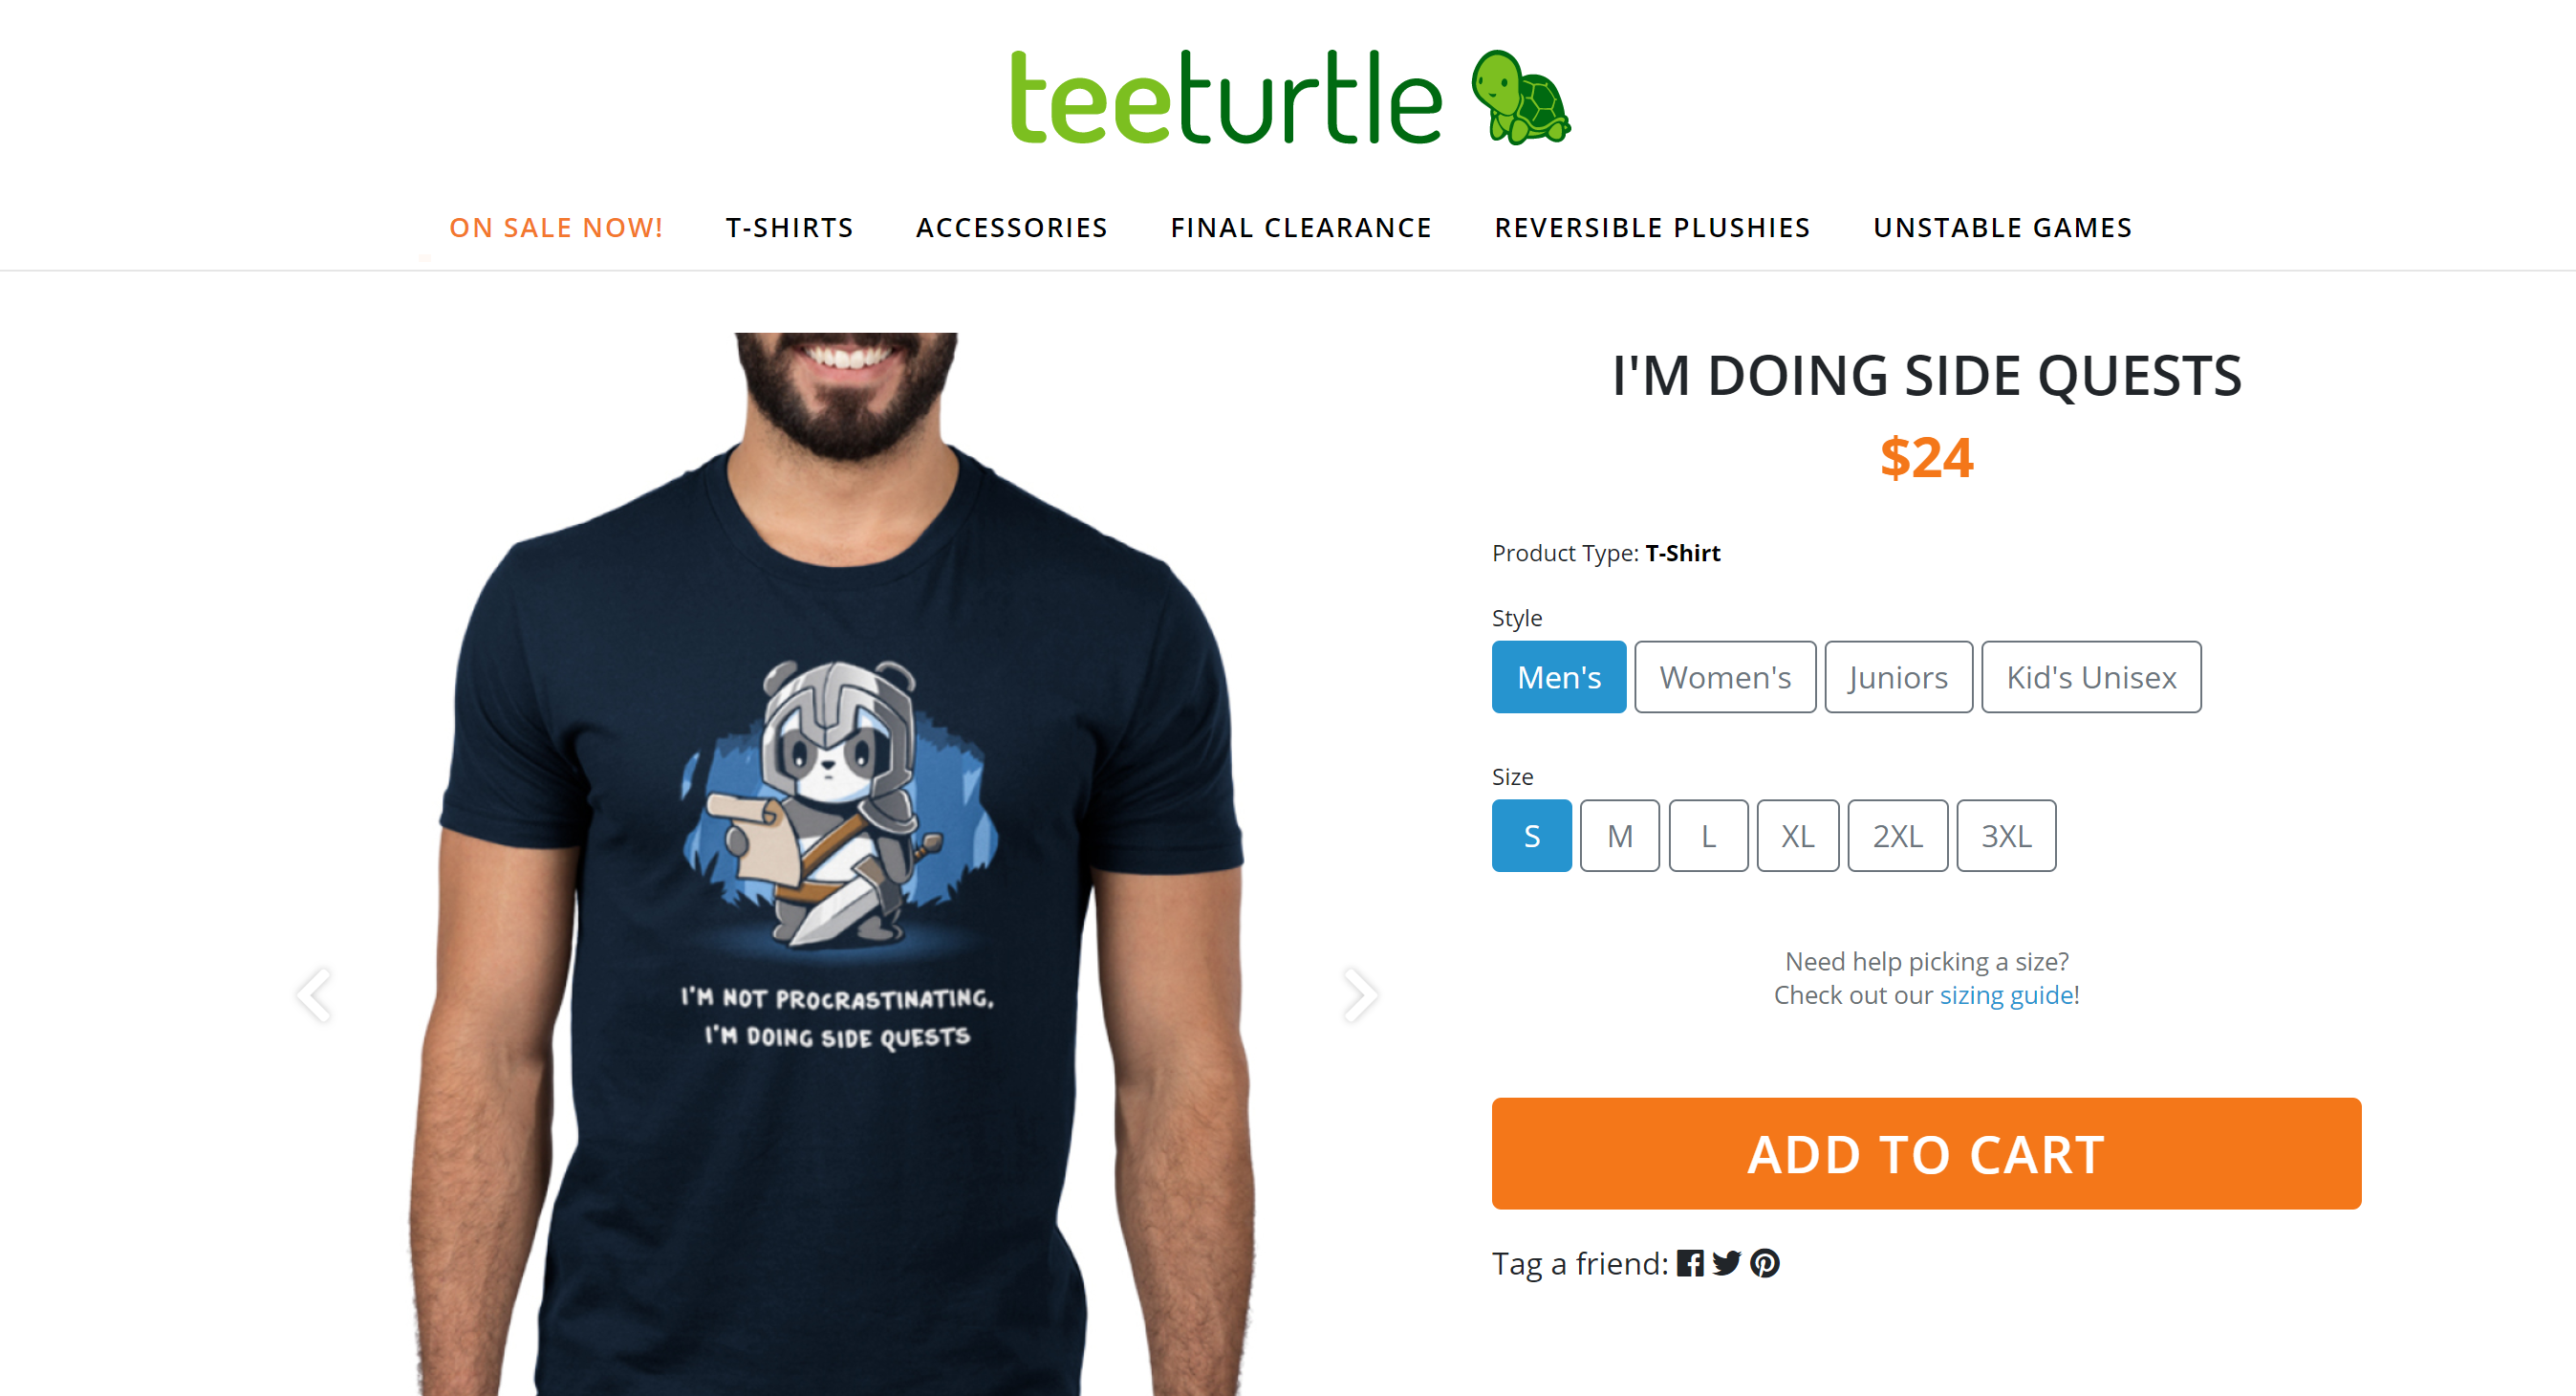 teeturtle
ON SALE NOW! T-SHIRTS ACCESSORIES FINAL CLEARANCE REVERSIBLE PLUSHIES UNSTABLE GAMES
I'M NOT PROCRASTINATING,
I'M DOING SIDE QUESTS
I'M DOING SIDE QUESTS
$24
Product Type: T-Shirt
Style
Men's Women's Juniors Kid's Unisex
Size
S M L XL 2XL 3XL
Need help picking a size?
Check out our sizing guide!
ADD TO CART
Tag a friend: